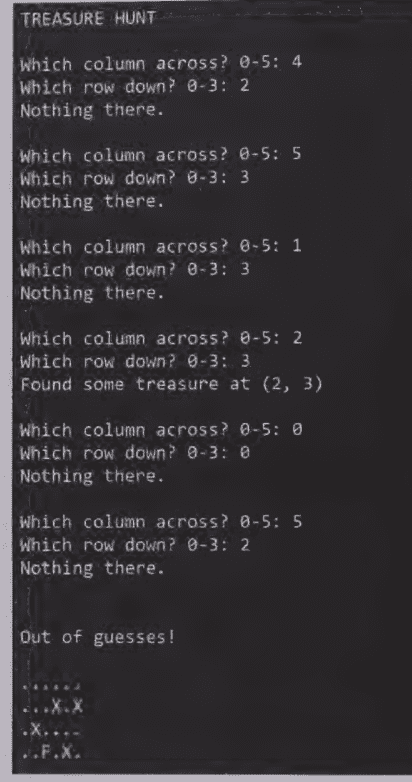 TREASURE HUNT
Which column across? 0-5: 4
Which row down? 0-3: 2
Nothing there.
Which column across? 0-5: 5
Which row down? 0-3: 3
Nothing there.
Which column across? 0-5: 1
Which row down? 0-3: 3
Nothing there.
Which column across? 0-5: 2
Which row down? 0-3: 3
Found some treasure at (2, 3)
Which column across? 0-5: 0
Which row down? 0-3: 0
Nothing there.
Which column across? 0-5: 5
Which row down? 0-3: 2
Nothing there.
Out of guesses!
......
...X.X
.X....
..F.X.